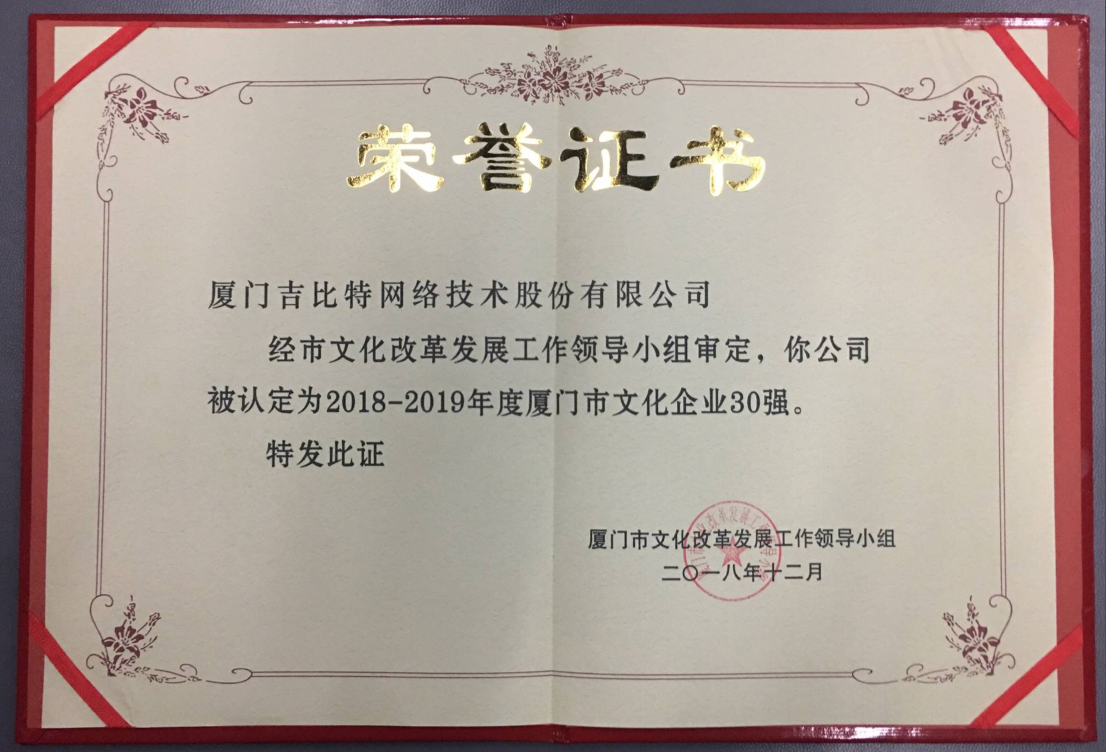 荣誉证书
厦门吉比特网络技术股份有限公司
经市文化改革发展工作领导小组审定，你公司
被认定为2018-2019年度厦门市文化企业30强。
特发此证
厦门市文化改革发展工作领导小组
二〇一八年十二月